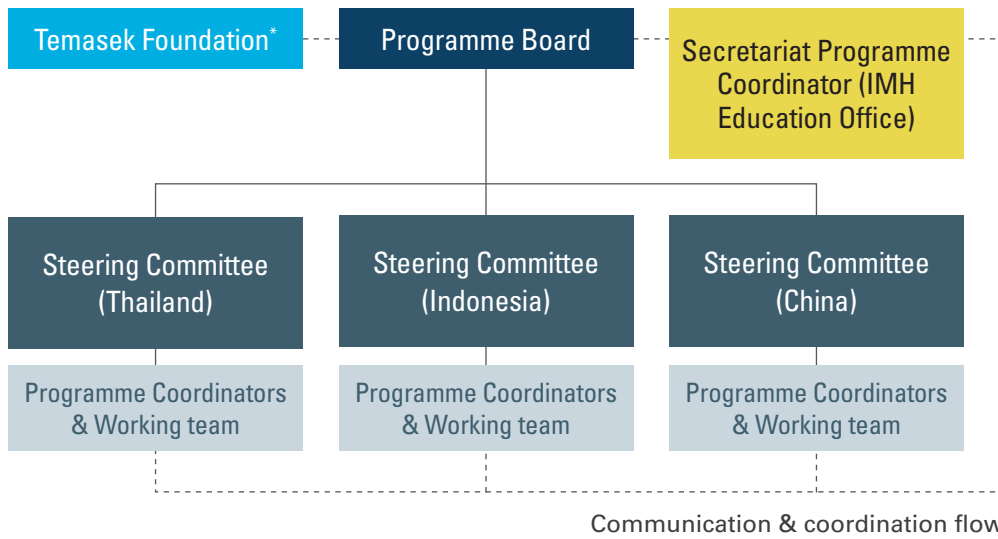 Temasek Foundation*
Programme Board
Secretariat Programme
Coordinator (IMH
Education Office)
Steering Committee
(Thailand)
Steering Committee
(Indonesia)
Steering Committee
(China)
Programme Coordinators
& Working team
Programme Coordinators
& Working team
Programme Coordinators
& Working team
Communication & coordination flow